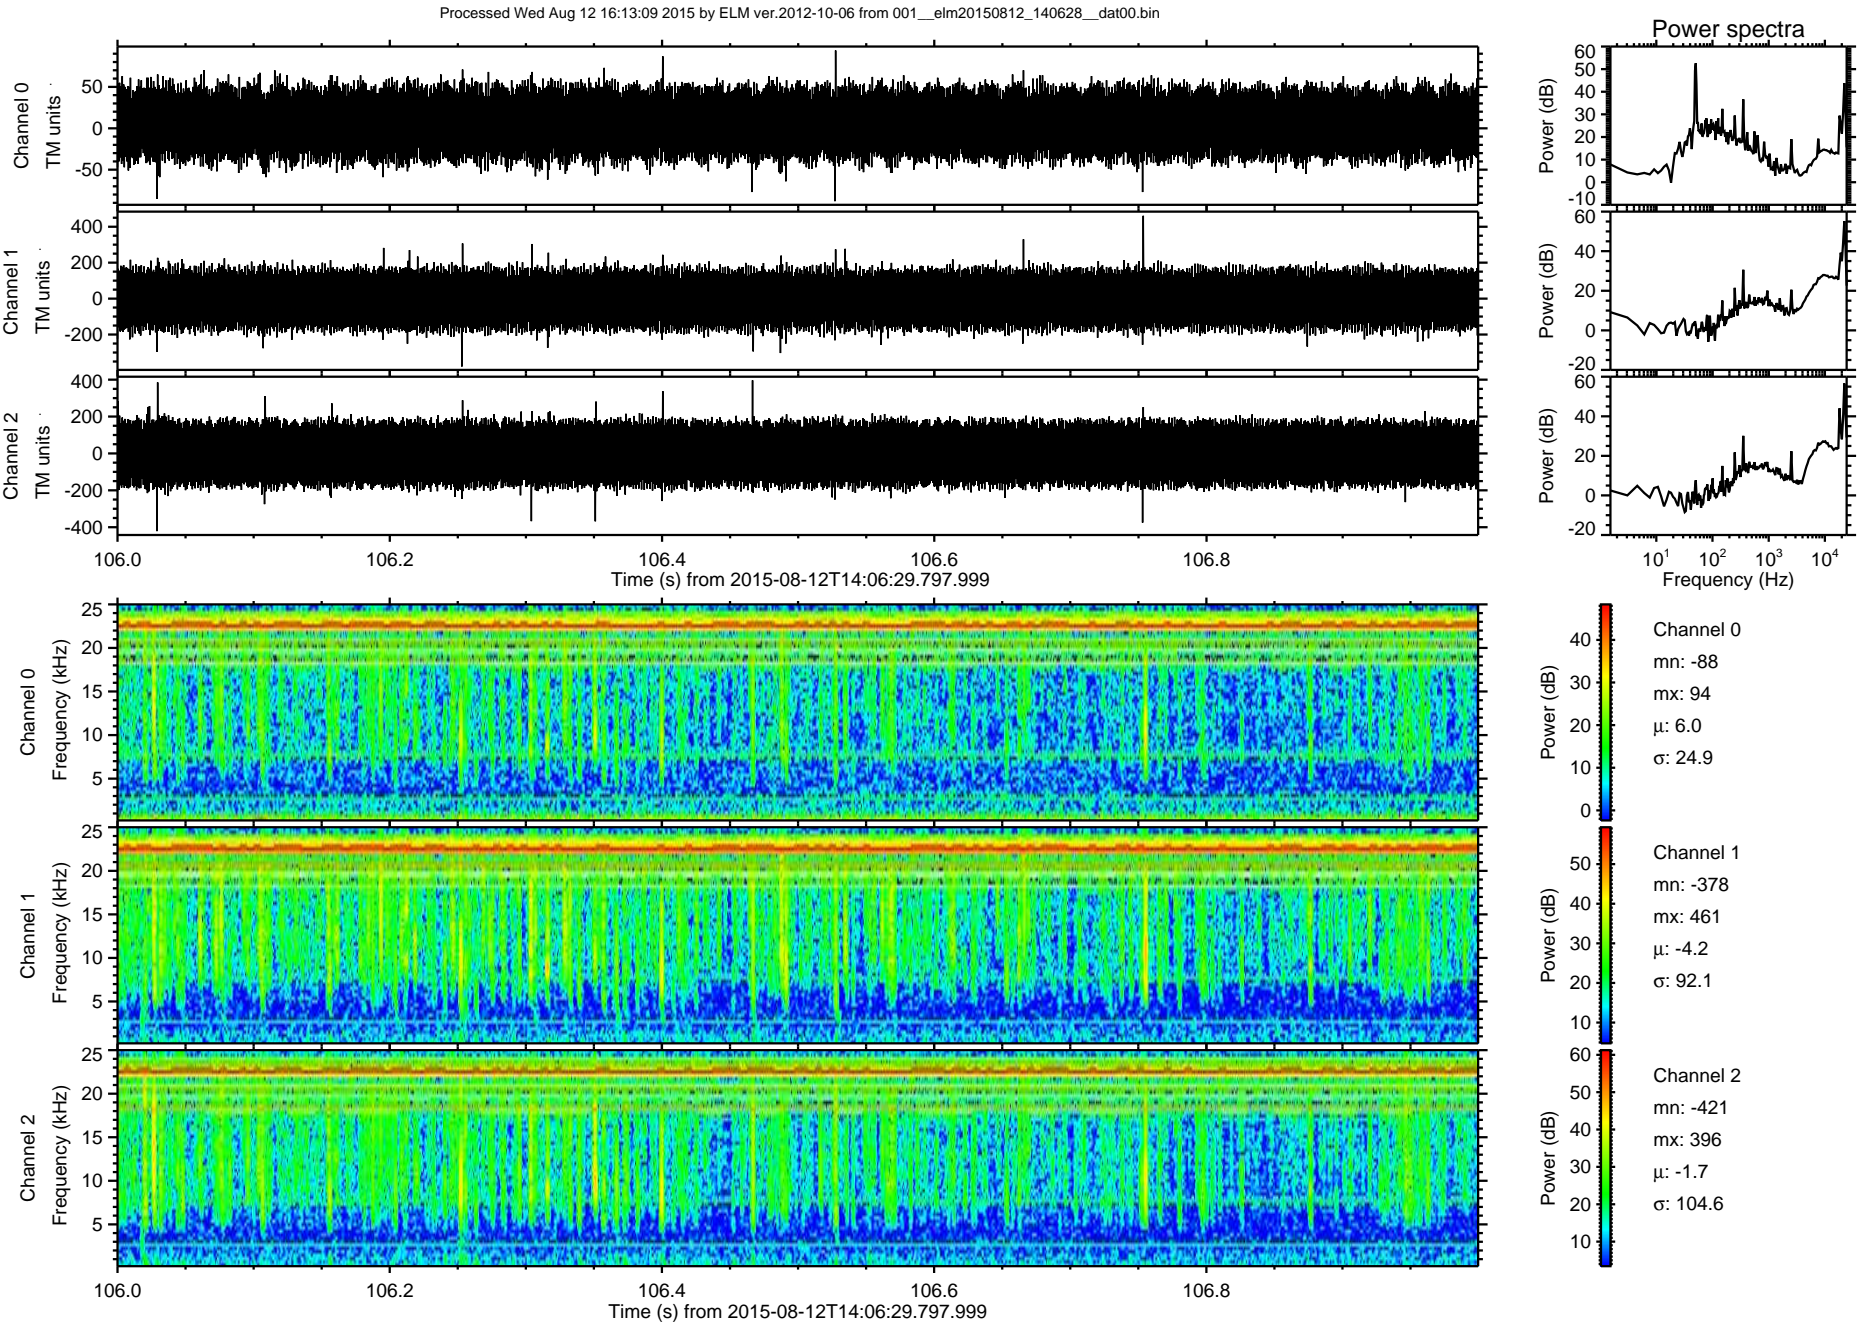 Processed Wed Aug 12 16:13:09 2015 by ELM ver.2012-10-06 from 001__elm20150812_140628__dat00.bin
Power spectra
Channel 0
TM units
50
0
-50
Power (dB)
60
50
40
30
20
10
0
-10
Channel 1
TM units
400
200
0
-200
Power (dB)
60
40
20
0
-20
Channel 2
TM units
400
200
0
-200
-400
Power (dB)
60
40
20
0
-20
106.0 106.2 106.4 106.6 106.8
Time (s) from 2015-08-12T14:06:29.797.999
10^1 10^2 10^3 10^4
Frequency (Hz)
Channel 0
Frequency (kHz)
25
20
15
10
5
Power (dB)
40
30
20
10
0
Channel 0
mn: -88
mx: 94
μ: 6.0
σ: 24.9
Channel 1
Frequency (kHz)
25
20
15
10
5
Power (dB)
50
40
30
20
10
Channel 1
mn: -378
mx: 461
μ: -4.2
σ: 92.1
Channel 2
Frequency (kHz)
25
20
15
10
5
Power (dB)
60
50
40
30
20
10
Channel 2
mn: -421
mx: 396
μ: -1.7
σ: 104.6
106.0 106.2 106.4 106.6 106.8
Time (s) from 2015-08-12T14:06:29.797.999